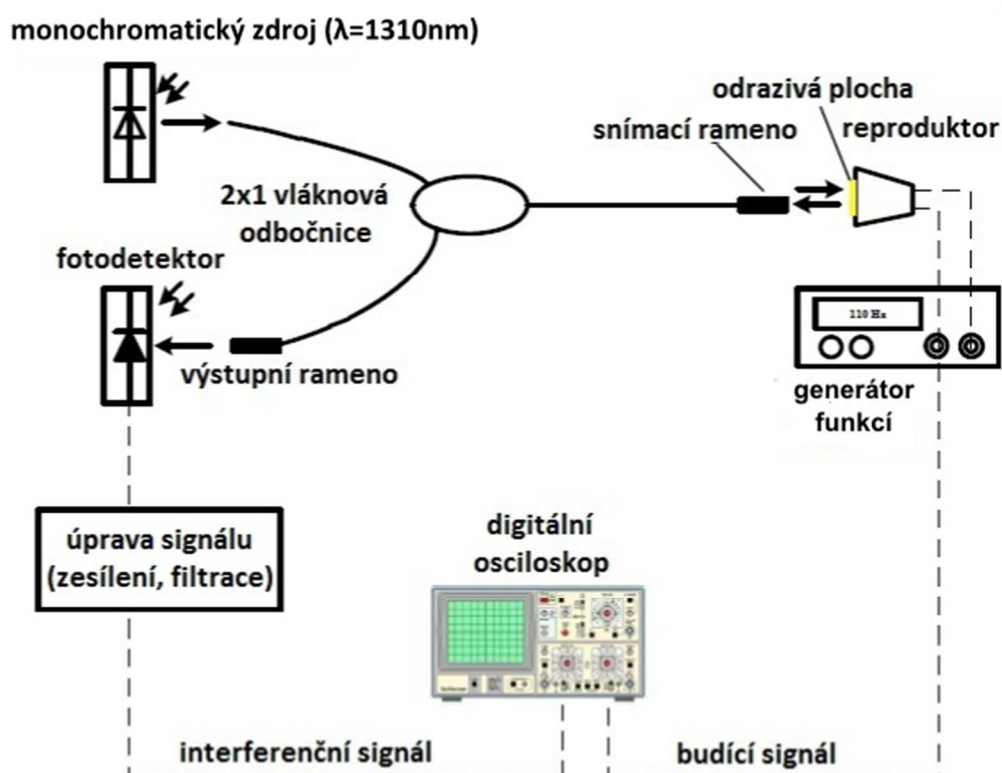 monochromatický zdroj (λ=1310nm)
odrazivá plocha
snímací rameno
reproduktor
2x1 vláknová
odbočnice
fotodetektor
110 Hz
výstupní rameno
generátor
funkcí
úprava signálu
(zesílení, filtrace)
digitální
osciloskop
interferenční signál
budící signál